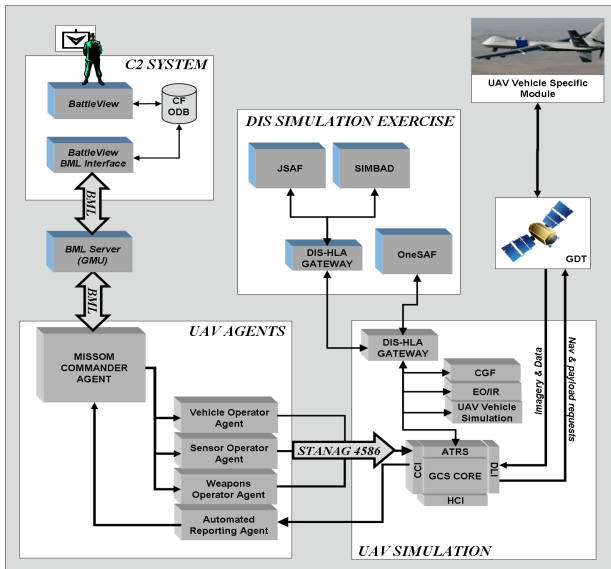 C2 SYSTEM
BattleView
CF
ODB
BattleView
BML Interface
BML
BML Server
(GMU)
BML
DIS SIMULATION EXERCISE
JSAF
SIMBAD
DIS-HLA
GATEWAY
OneSAF
UAV Vehicle Specific
Module
GDT
Imagery & Data
Nav & payload requests
UAV AGENTS
MISSOM
COMMANDER
AGENT
Vehicle Operator
Agent
Sensor Operator
Agent
Weapons
Operator Agent
Automated
Reporting Agent
STANAG 4586
DIS-HLA
GATEWAY
CGF
EO/IR
UAV Vehicle
Simulation
ATRS
CCI
GCS CORE
DLI
HCI
UAV SIMULATION